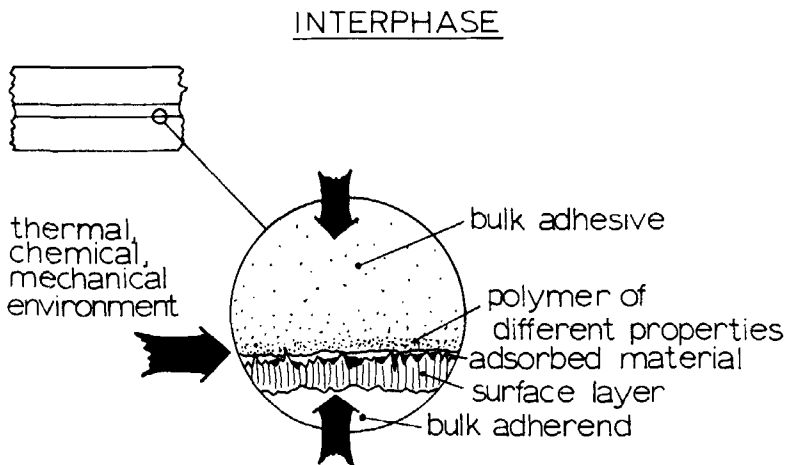 INTERPHASE
thermal,
chemical,
mechanical
environment
bulk adhesive
polymer of
different properties
adsorbed material
surface layer
bulk adherend